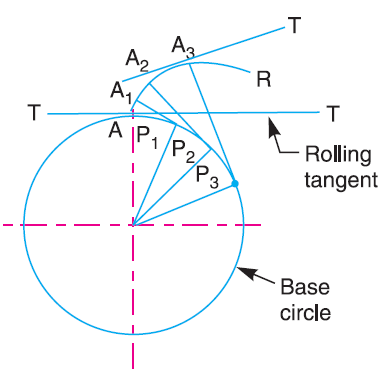 T
A₃
A₂
R
A₁
T
T
A
P₁
P₂
P₃
Rolling
tangent
Base
circle